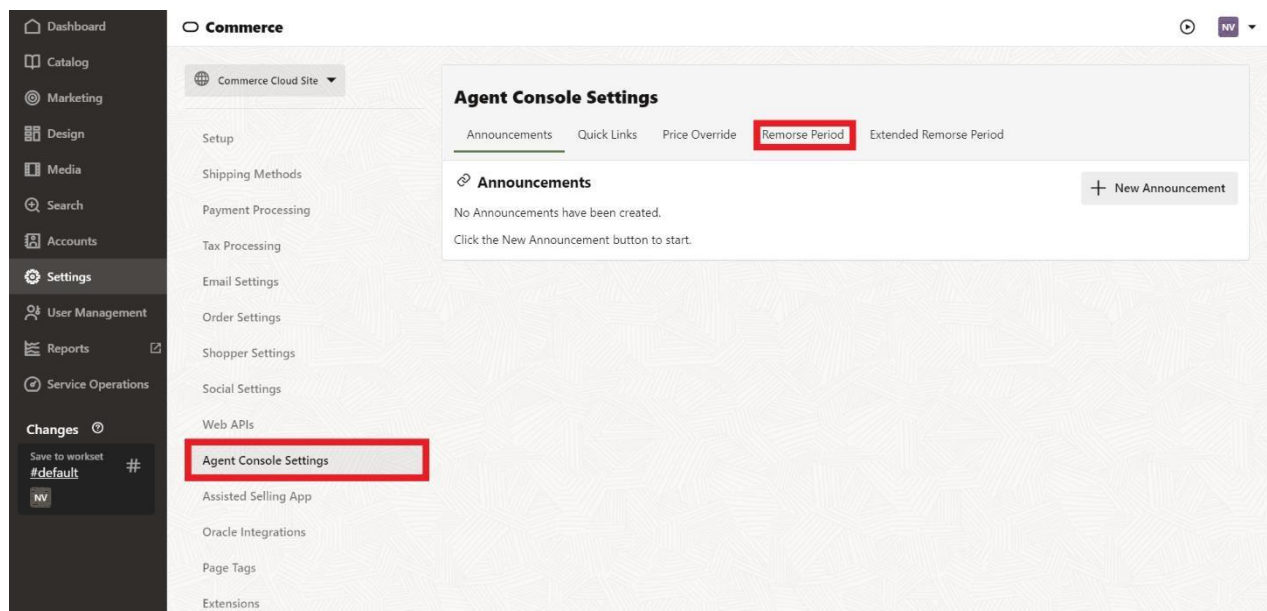 Dashboard
Catalog
Marketing
Design
Media
Search
Accounts
Settings
User Management
Reports
Service Operations
Changes
Save to workset
#default
#
NV
Commerce
NV
Commerce Cloud Site
Setup
Shipping Methods
Payment Processing
Tax Processing
Email Settings
Order Settings
Shopper Settings
Social Settings
Web APIs
Agent Console Settings
Assisted Selling App
Oracle Integrations
Page Tags
Extensions
Agent Console Settings
Announcements Quick Links Price Override Remorse Period Extended Remorse Period
Announcements
+ New Announcement
No Announcements have been created.
Click the New Announcement button to start.